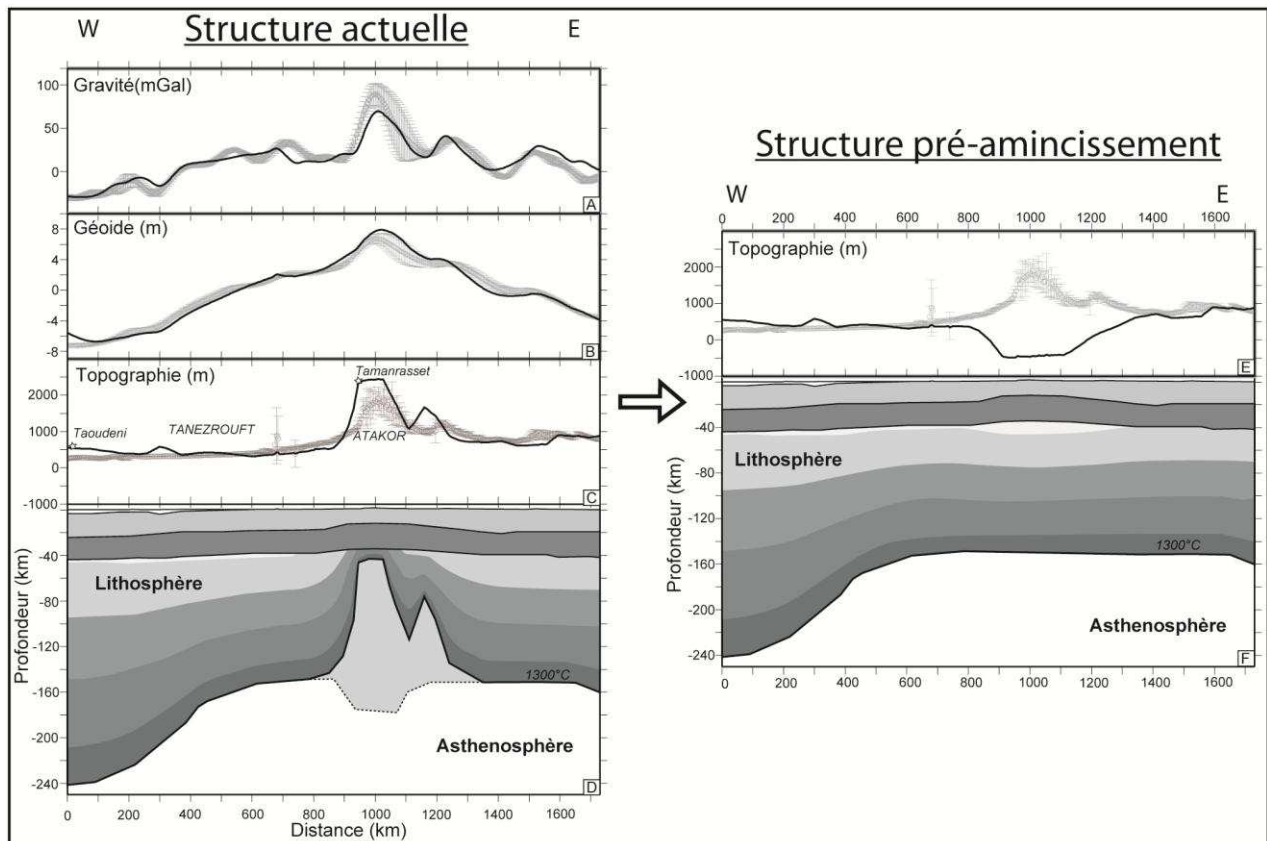 W Structure actuelle E
Gravité(mGal)
100
50
0
A
Géoide (m)
8
4
0
-4
-8
B
Topographie (m)
2000
1000
0
-1000
Tamanrasset
Taoudeni
TANEZROUFT
ATAKOR
C
Profondeur (km)
-40
-80
-120
-160
-200
-240
Lithosphère
1300°C
Asthenosphère
D
0 200 400 600 800 1000 1200 1400 1600
Distance (km)
Structure pré-amincissement
W E
0 200 400 600 800 1000 1200 1400 1600
Topographie (m)
2000
1000
0
-1000
E
Profondeur (km)
-40
-80
-120
-160
-200
-240
Lithosphère
1300°C
Asthenosphère
F
0 200 400 600 800 1000 1200 1400 1600